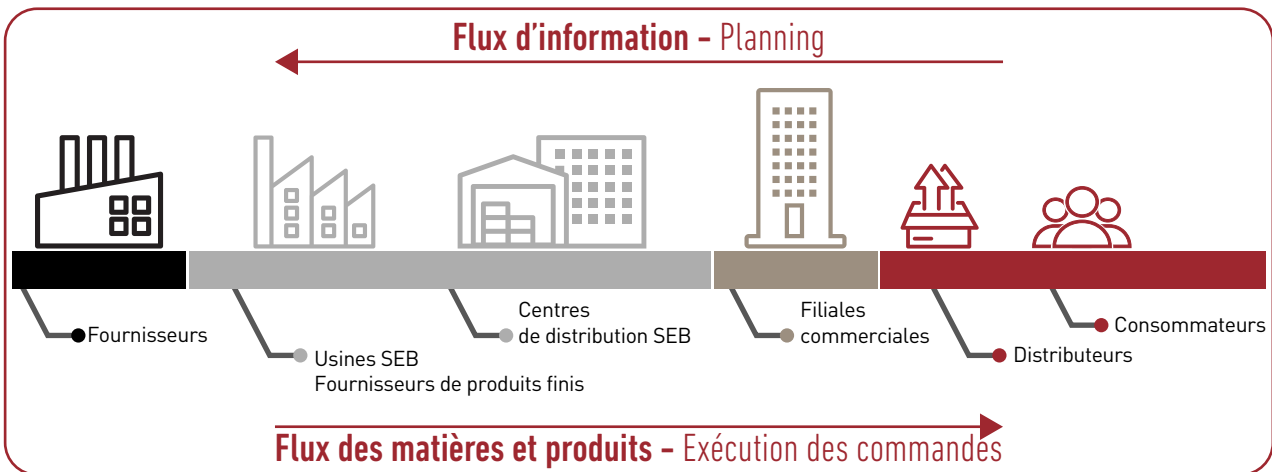 Flux d’information – Planning
Fournisseurs
Usines SEB
Fournisseurs de produits finis
Centres
de distribution SEB
Filiales
commerciales
Distributeurs
Consommateurs
Flux des matières et produits – Exécution des commandes